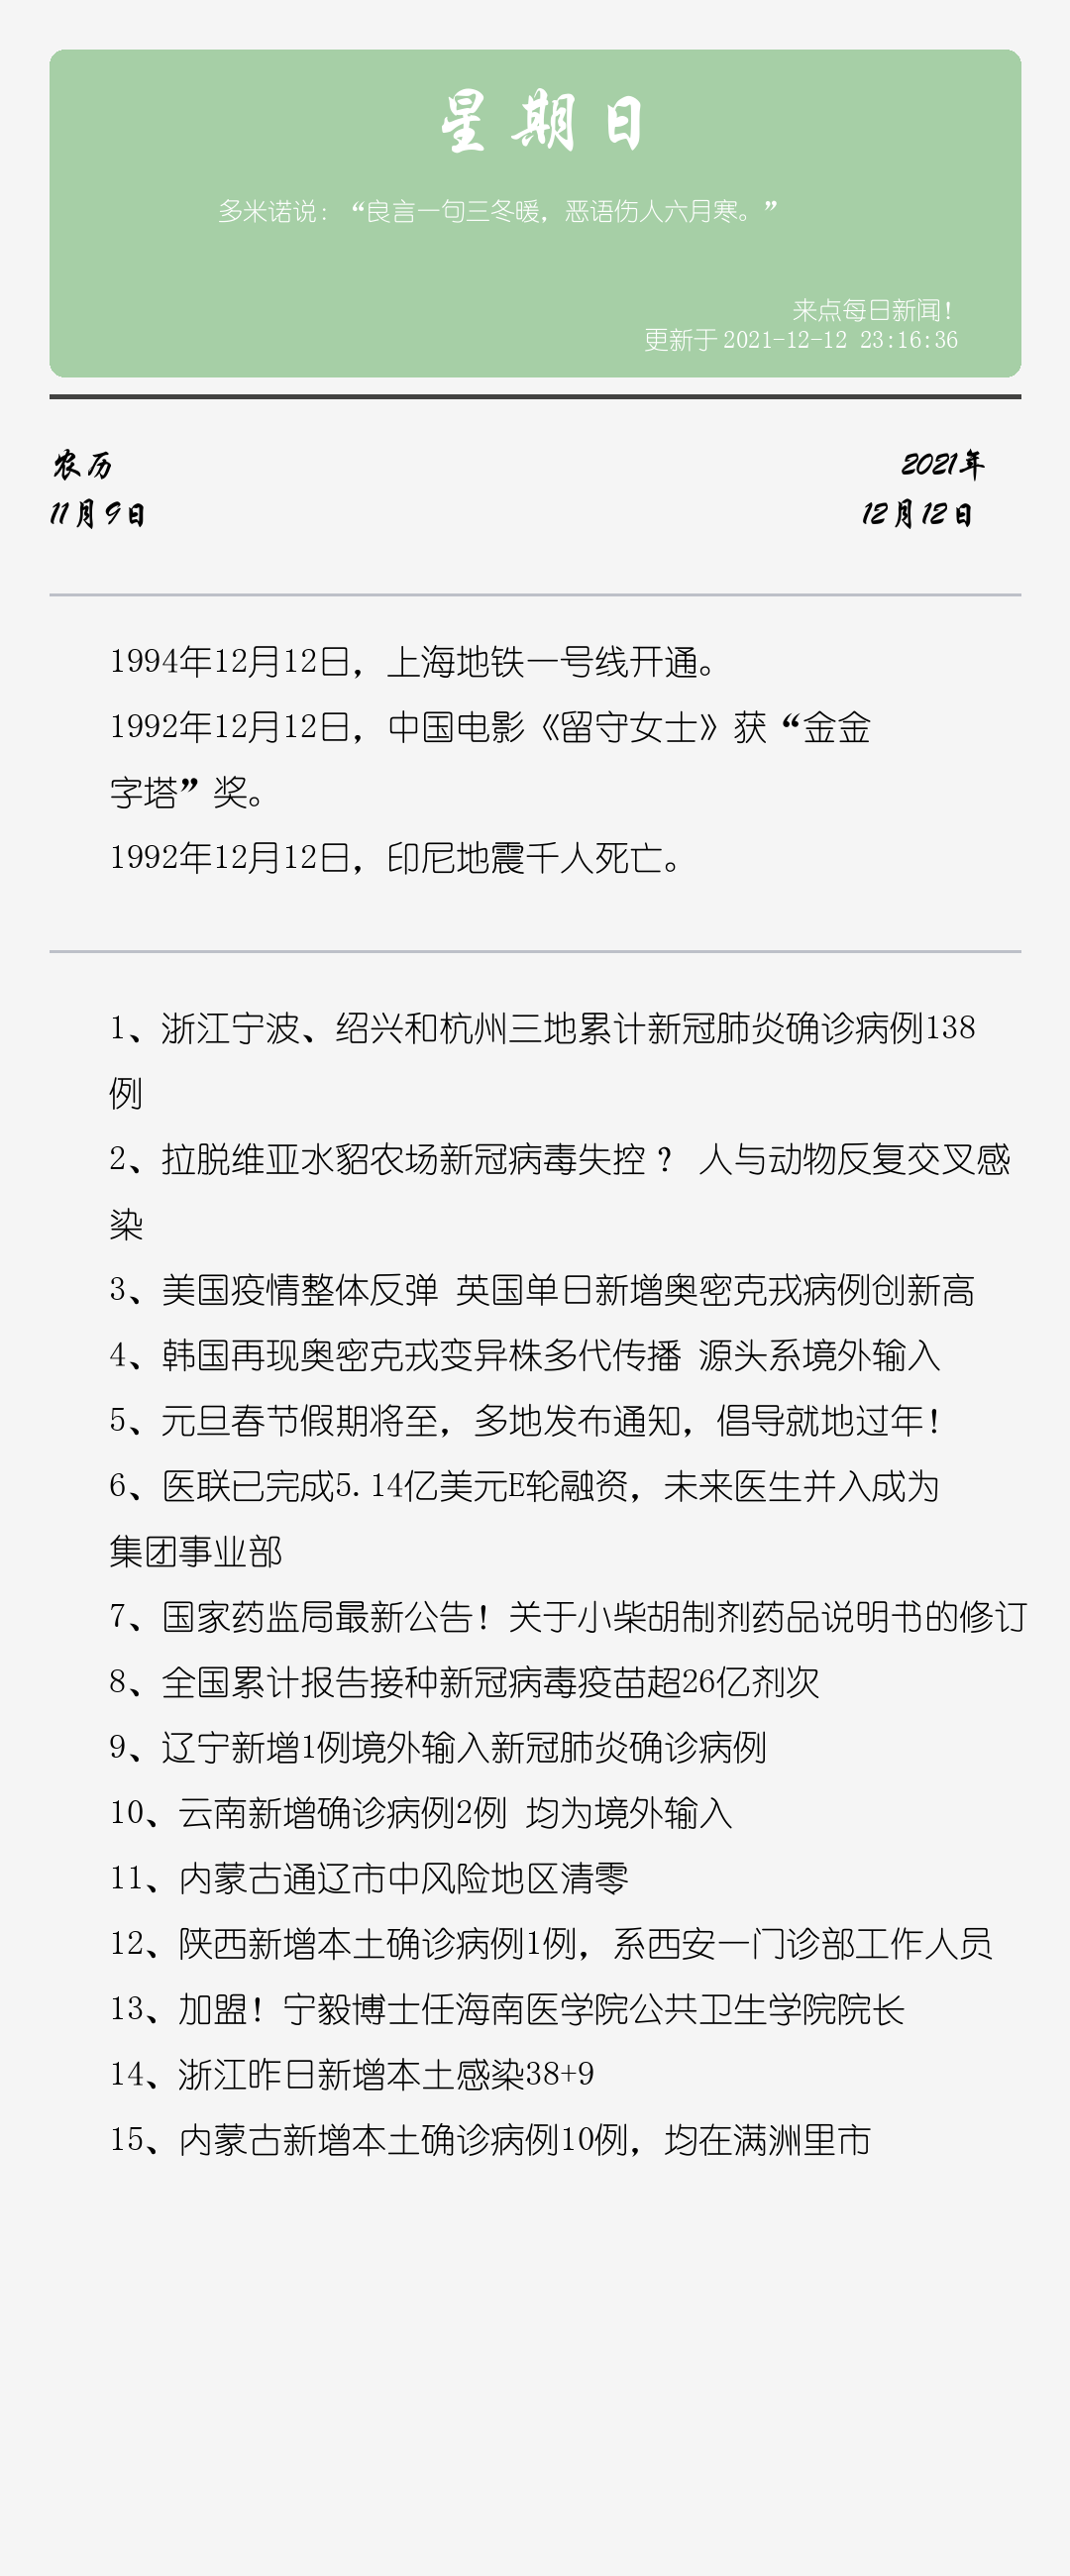 星期日
多米诺说：“良言一句三冬暖，恶语伤人六月寒。”
来点每日新闻！
更新于 2021-12-12 23:16:36
农历
2021年
11月9日
12月12日
1994年12月12日，上海地铁一号线开通。
1992年12月12日，中国电影《留守女士》获“金金
字塔”奖。
1992年12月12日，印尼地震千人死亡。
1、浙江宁波、绍兴和杭州三地累计新冠肺炎确诊病例138
例
2、拉脱维亚水貂农场新冠病毒失控？ 人与动物反复交叉感
染
3、美国疫情整体反弹 英国单日新增奥密克戎病例创新高
4、韩国再现奥密克戎变异株多代传播 源头系境外输入
5、元旦春节假期将至，多地发布通知，倡导就地过年！
6、医联已完成5.14亿美元E轮融资，未来医生并入成为
集团事业部
7、国家药监局最新公告！关于小柴胡制剂药品说明书的修订
8、全国累计报告接种新冠病毒疫苗超26亿剂次
9、辽宁新增1例境外输入新冠肺炎确诊病例
10、云南新增确诊病例2例 均为境外输入
11、内蒙古通辽市中风险地区清零
12、陕西新增本土确诊病例1例，系西安一门诊部工作人员
13、加盟！宁毅博士任海南医学院公共卫生学院院长
14、浙江昨日新增本土感染38+9
15、内蒙古新增本土确诊病例10例，均在满洲里市